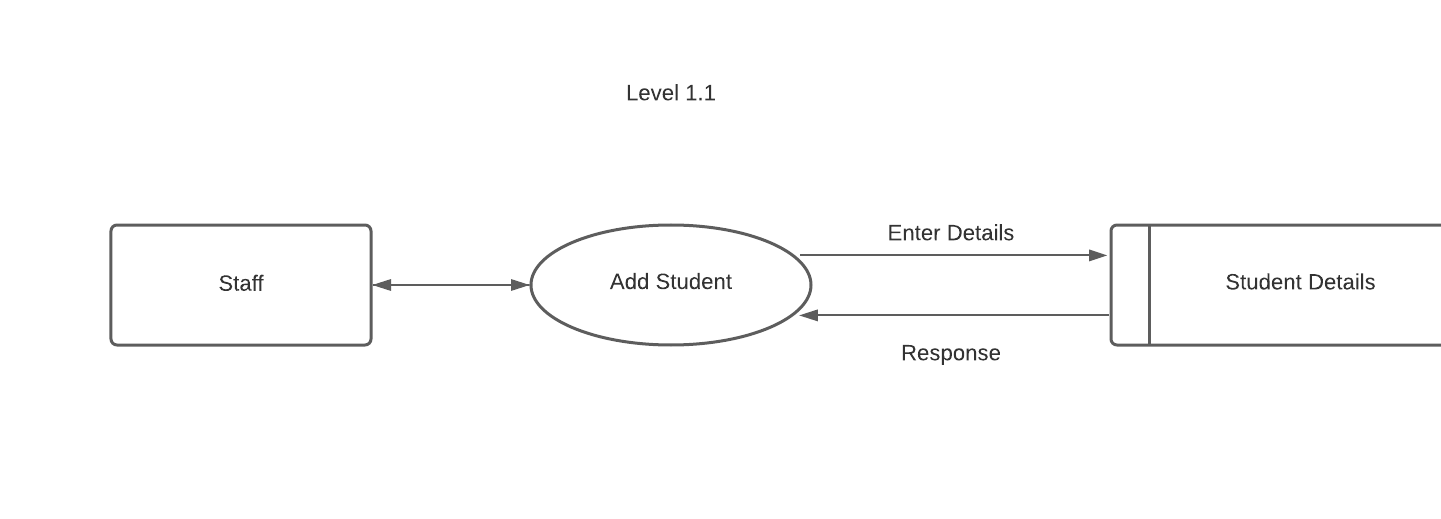 Level 1.1
Enter Details
Staff
Add Student
Student Details
Response